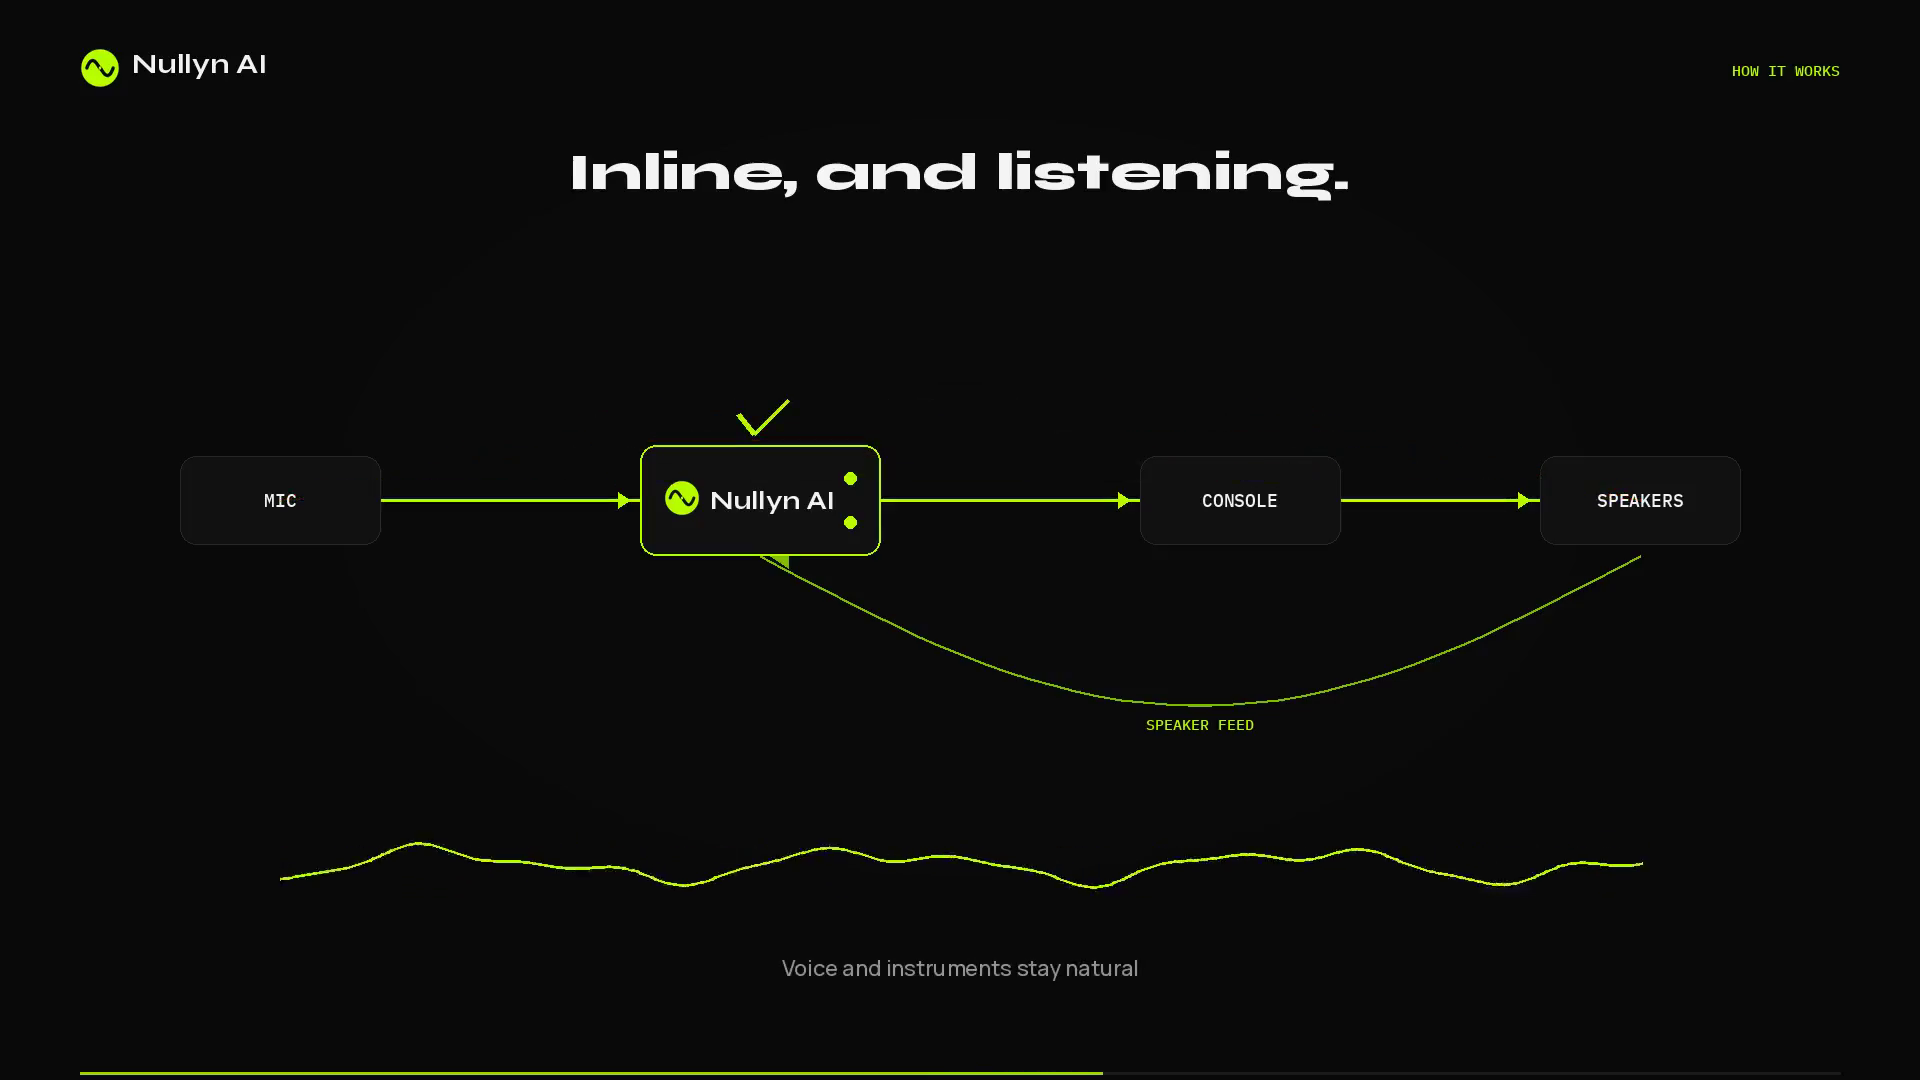 Nullyn AI
HOW IT WORKS
Inline, and listening.
MIC
Nullyn AI
CONSOLE
SPEAKERS
SPEAKER FEED
Voice and instruments stay natural